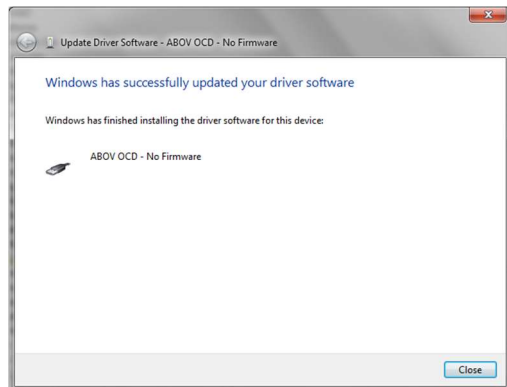 Update Driver Software - ABOV OCD - No Firmware
Windows has successfully updated your driver software
Windows has finished installing the driver software for this device:
ABOV OCD - No Firmware
Close